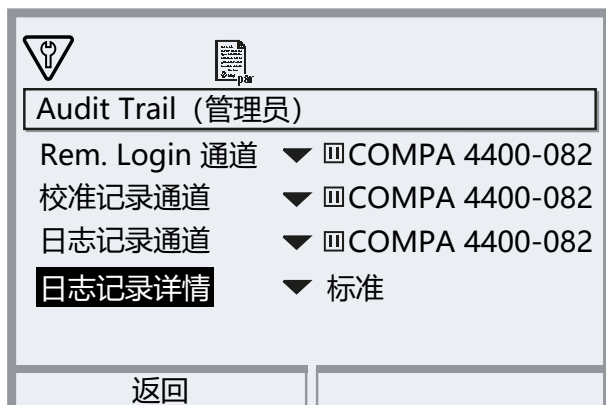 par
Audit Trail（管理员）
Rem. Login 通道 COMPA 4400-082
校准记录通道 COMPA 4400-082
日志记录通道 COMPA 4400-082
日志记录详情 标准
返回